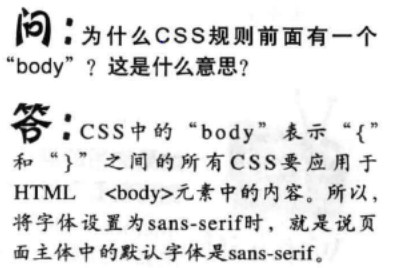 问：为什么CSS规则前面有一个
“body”？这是什么意思？
答：CSS中的“body”表示“{”
和“}”之间的所有CSS要应用于
HTML <body>元素中的内容。所以，
将字体设置为sans-serif时，就是说页
面主体中的默认字体是sans-serif。